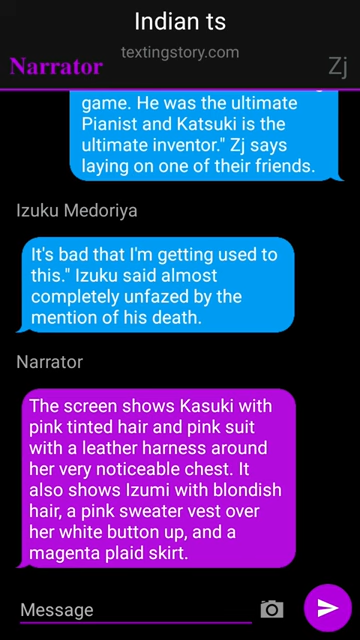 Indian ts
textingstory.com
Narrator
Zj
game. He was the ultimate
Pianist and Katsuki is the
ultimate inventor." Zj says
laying on one of their friends.
Izuku Medoriya
It's bad that I'm getting used to
this." Izuku said almost
completely unfazed by the
mention of his death.
Narrator
The screen shows Kasuki with
pink tinted hair and pink suit
with a leather harness around
her very noticeable chest. It
also shows Izumi with blondish
hair, a pink sweater vest over
her white button up, and a
magenta plaid skirt.
Message